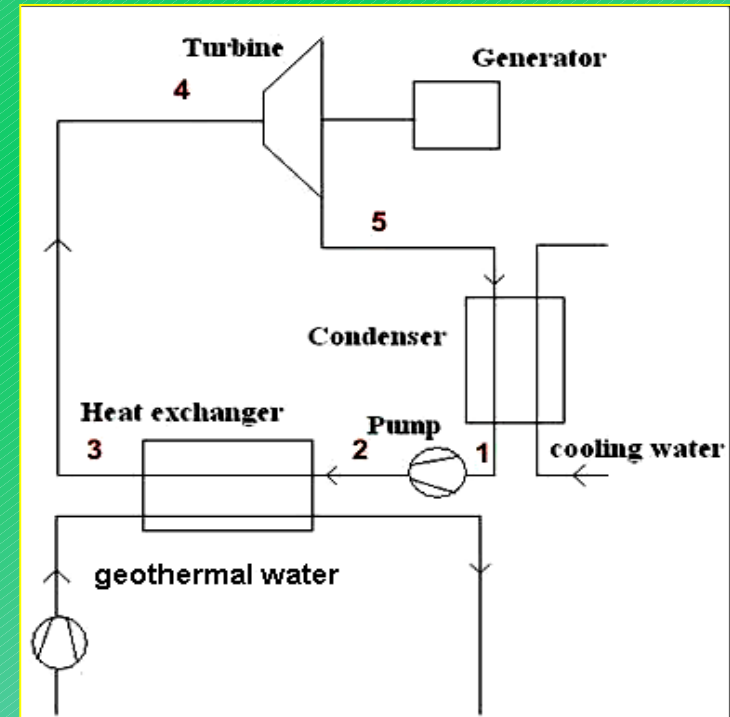 Turbine
Generator
4
5
Condenser
Heat exchanger
Pump
3
2
1
cooling water
geothermal water